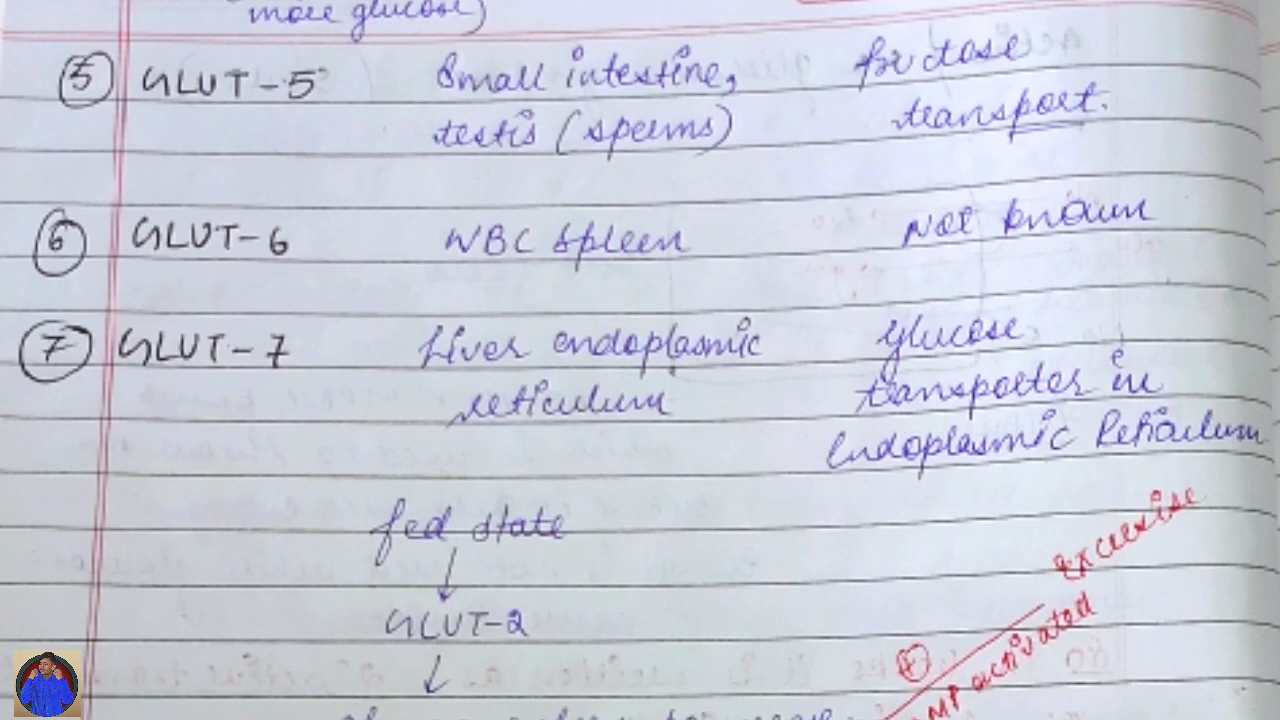 more glucose)
5 GLUT-5 Small intestine, fructose
testis (sperms) transport.
6 GLUT-6 WBC spleen Not known
7 GLUT-7 Liver endoplasmic glucose
reticulum transporter in
Endoplasmic Reticulum
fed state
↓
GLUT-2
↓
exercise
MP activated